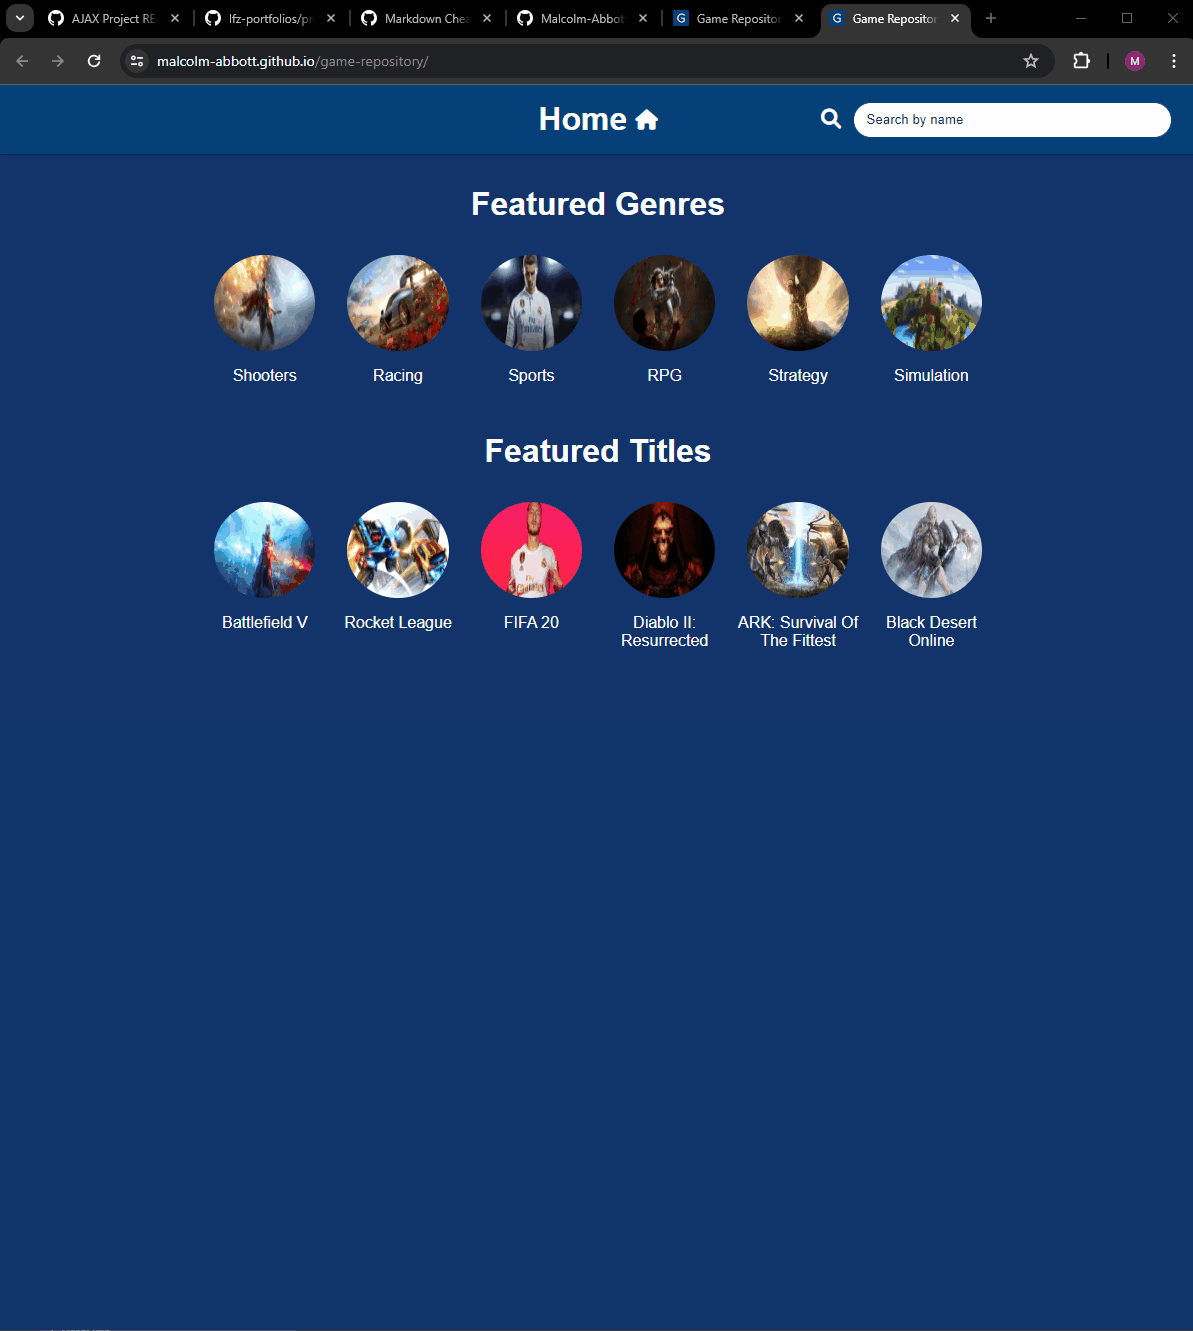 AJAX Project RE
lfz-portfolios/pr
Markdown Chea
Malcolm-Abbot
Game Repositor
Game Repositor
malcolm-abbott.github.io/game-repository/
M
Home
Search by name
Featured Genres
Shooters
Racing
Sports
RPG
Strategy
Simulation
Featured Titles
Battlefield V
Rocket League
FIFA 20
Diablo II:
Resurrected
ARK: Survival Of
The Fittest
Black Desert
Online